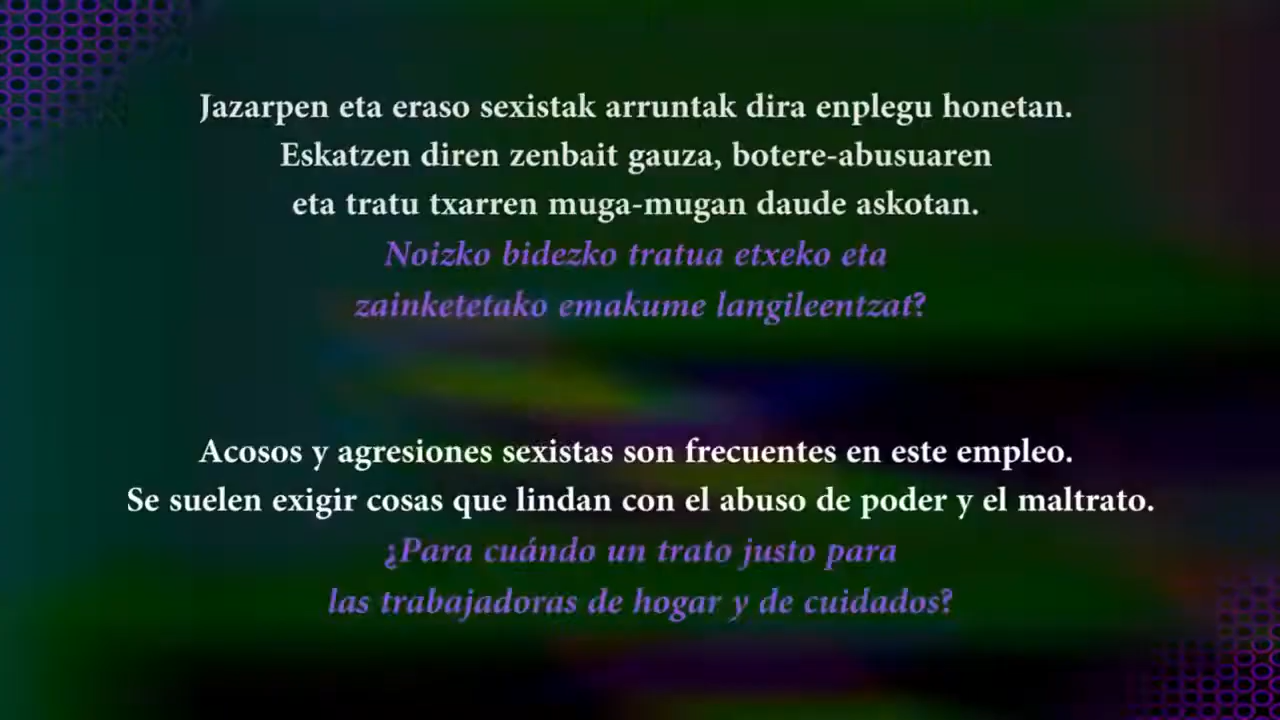 Jazarpen eta eraso sexistak arruntak dira enplegu honetan.
Eskatzen diren zenbait gauza, botere-abusuaren
eta tratu txarren muga-mugan daude askotan.
Noizko bidezko tratua etxeko eta
zainketetako emakume langileentzat?
Acosos y agresiones sexistas son frecuentes en este empleo.
Se suelen exigir cosas que lindan con el abuso de poder y el maltrato.
¿Para cuándo un trato justo para
las trabajadoras de hogar y de cuidados?